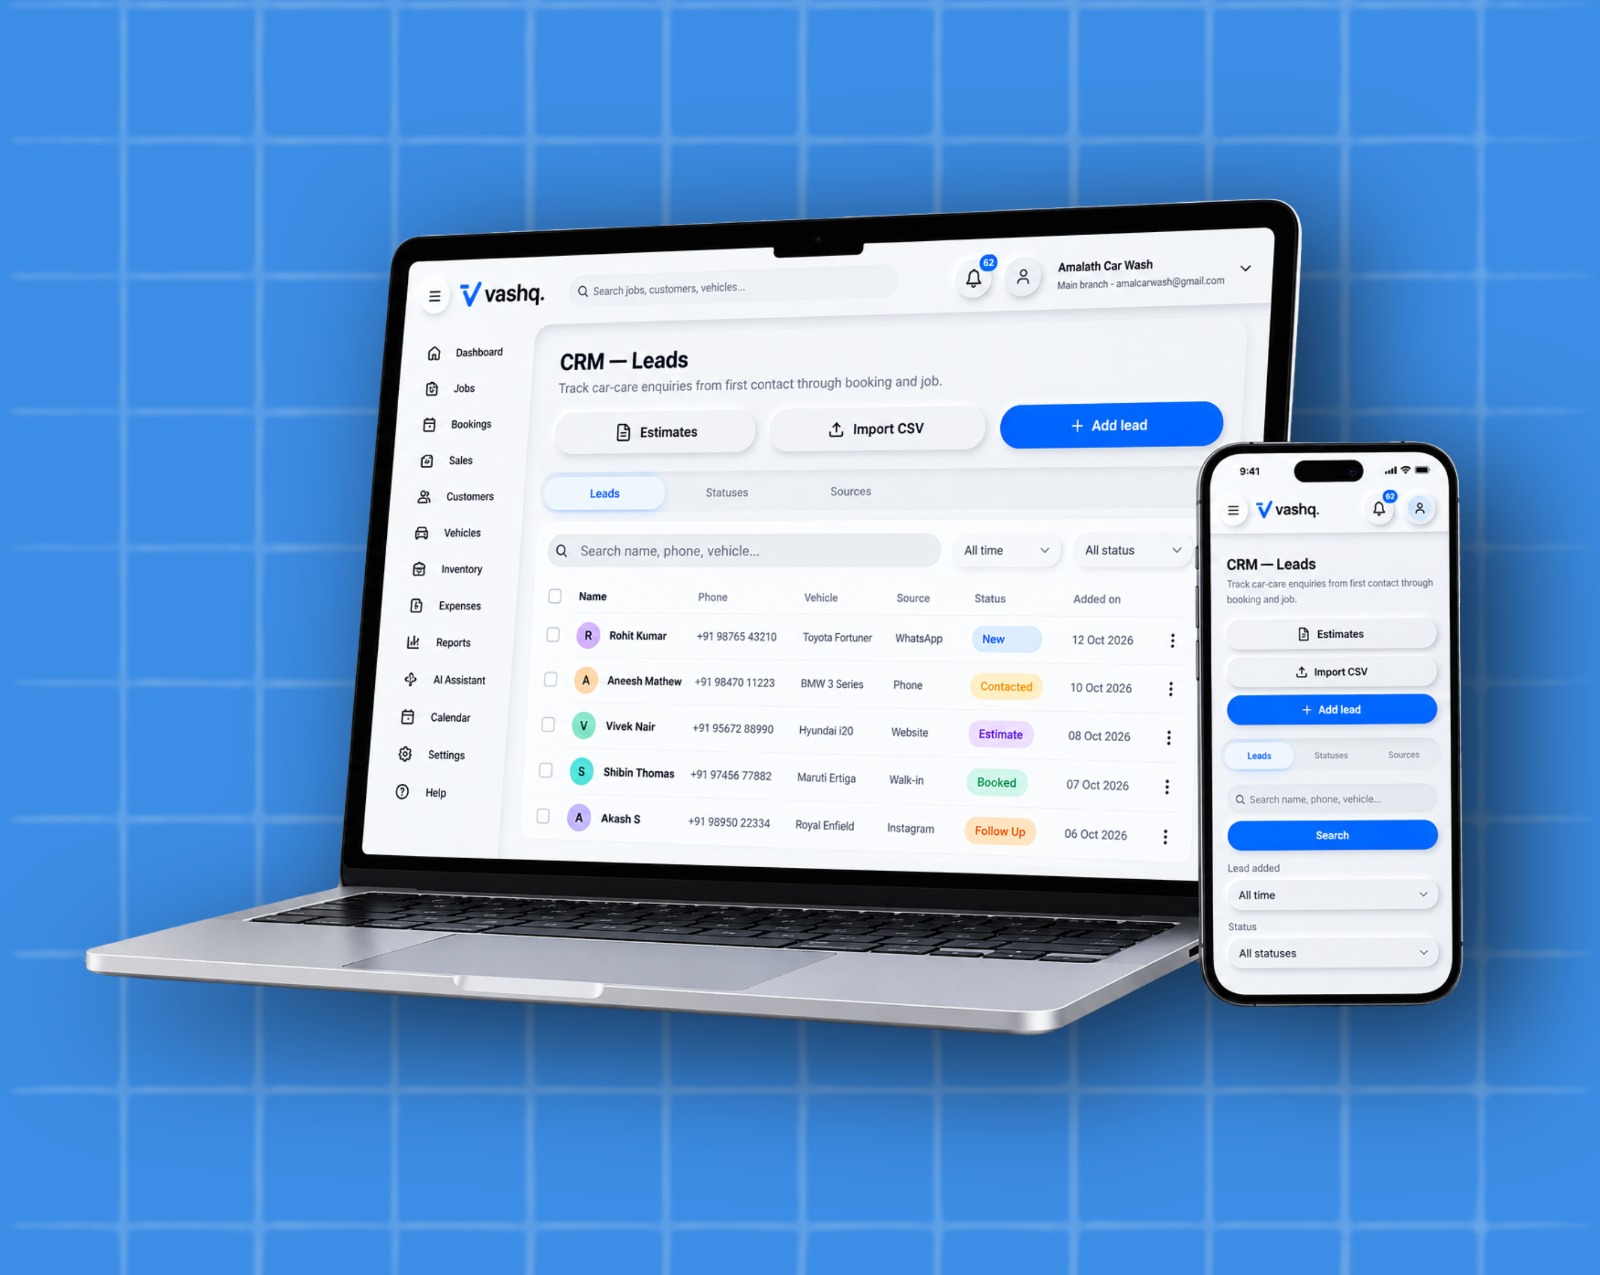 vashq.
Search jobs, customers, vehicles...
62
Amalath Car Wash
Main branch - amalcarwash@gmail.com
Dashboard
Jobs
Bookings
Sales
Customers
Vehicles
Inventory
Expenses
Reports
AI Assistant
Calendar
Settings
Help
CRM — Leads
Track car-care enquiries from first contact through booking and job.
Estimates Import CSV + Add lead
Leads Statuses Sources
Search name, phone, vehicle... All time All status
Name Phone Vehicle Source Status Added on
R Rohit Kumar +91 98765 43210 Toyota Fortuner WhatsApp New 12 Oct 2026
A Aneesh Mathew +91 98470 11223 BMW 3 Series Phone Contacted 10 Oct 2026
V Vivek Nair +91 95672 88990 Hyundai i20 Website Estimate 08 Oct 2026
S Shibin Thomas +91 97456 77882 Maruti Ertiga Walk-in Booked 07 Oct 2026
A Akash S +91 98950 22334 Royal Enfield Instagram Follow Up 06 Oct 2026
9:41
vashq.
62
CRM — Leads
Track car-care enquiries from first contact through
booking and job.
Estimates
Import CSV
+ Add lead
Leads Statuses Sources
Search name, phone, vehicle...
Search
Lead added
All time
Status
All statuses